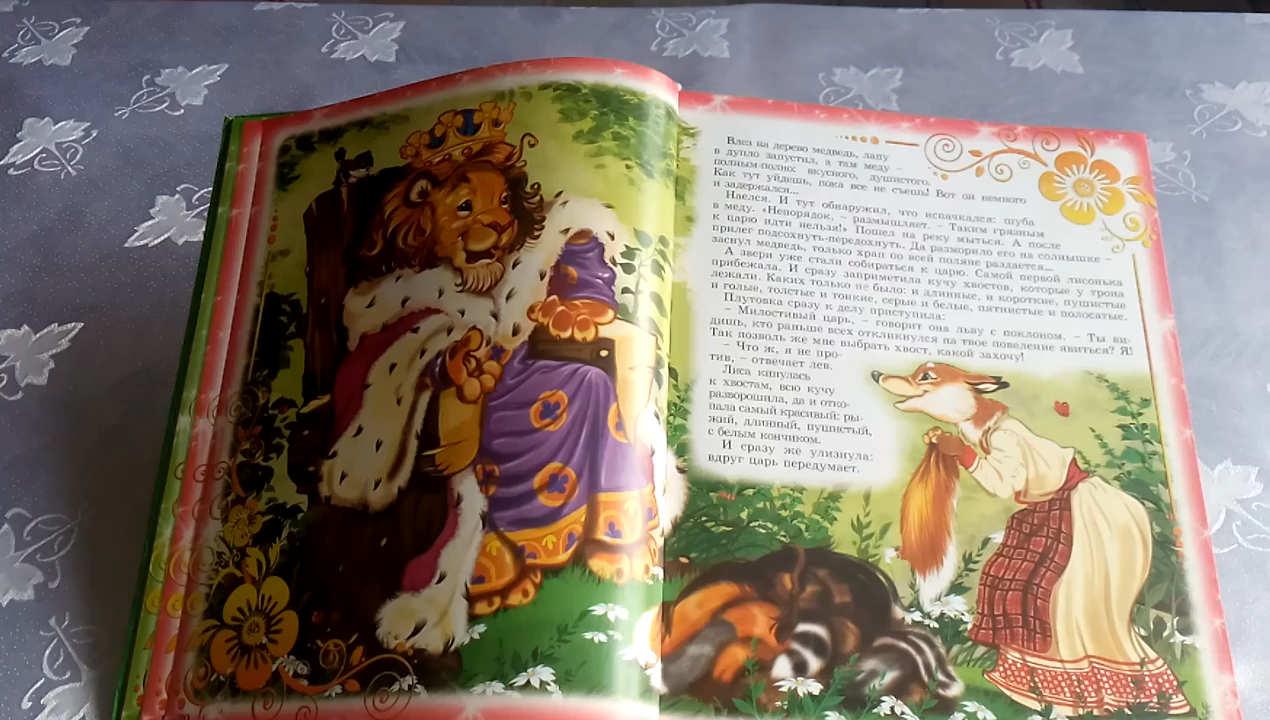 Влез на дерево медведь, лапу
в дупло запустил, а там меду –
полным-полно: вкусного, душистого.
Как тут уйдешь, пока все не съешь! Вот он немного
и задержался...
Наелся. И тут обнаружил, что испачкался: шуба
в меду. «Непорядок, – размышляет. – Таким грязным
к царю идти нельзя!» Пошел на реку мыться. А после
прилег подсохнуть-передохнуть. Да разморило его на солнышке –
заснул медведь, только храп по всей поляне раздается...
А звери уже стали собираться к царю. Самой первой лисонька
прибежала. И сразу заприметила кучу хвостов, которые у трона
лежали. Каких только не было: и длинные, и короткие, пушистые
и голые, толстые и тонкие, серые и белые, пятнистые и полосатые.
Плутовка сразу к делу приступила:
– Милостивый царь, – говорит она льву с поклоном. – Ты ви-
дишь, кто раньше всех откликнулся на твое повеление явиться? Я!
Так позволь же мне выбрать хвост, какой захочу!
– Что ж, я не про-
тив, – отвечает лев.
Лиса кинулась
к хвостам, всю кучу
разворошила, да и отко-
пала самый красивый: ры-
жий, длинный, пушистый,
с белым кончиком.
И сразу же улизнула:
вдруг царь передумает.